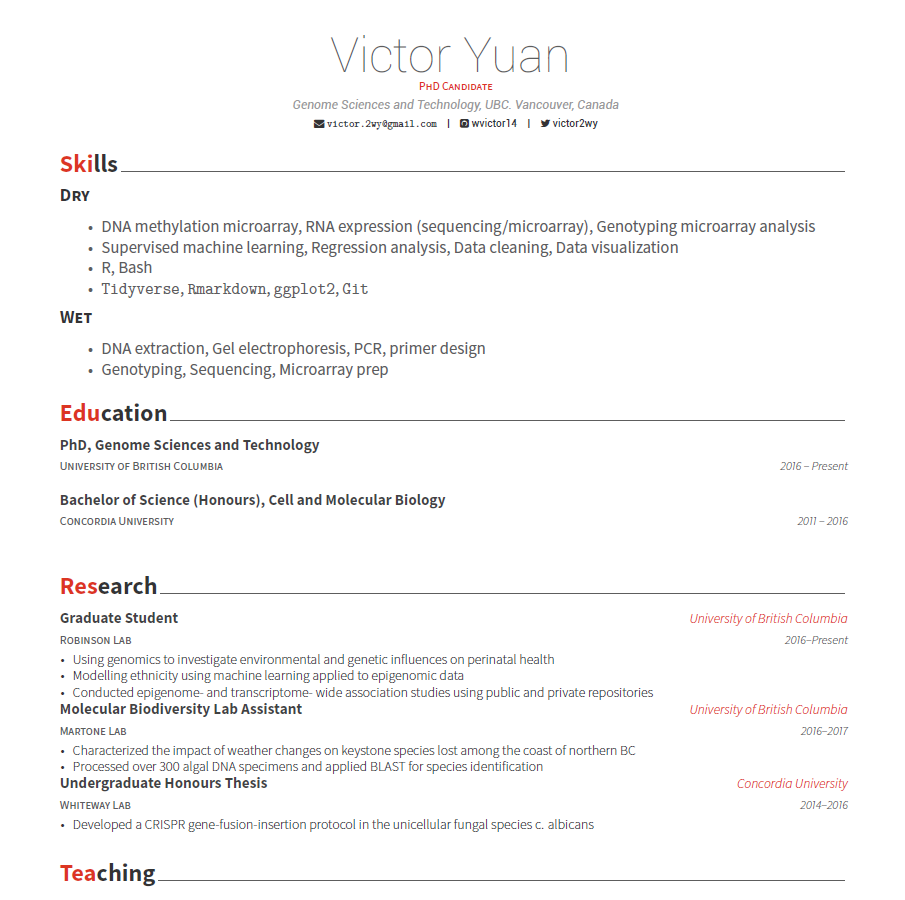 Victor Yuan
PhD Candidate
Genome Sciences and Technology, UBC. Vancouver, Canada
victor.2wy@gmail.com | wvictor14 | victor2wy
Skills
Dry
• DNA methylation microarray, RNA expression (sequencing/microarray), Genotyping microarray analysis
• Supervised machine learning, Regression analysis, Data cleaning, Data visualization
• R, Bash
• Tidyverse, Rmarkdown, ggplot2, Git
Wet
• DNA extraction, Gel electrophoresis, PCR, primer design
• Genotyping, Sequencing, Microarray prep
Education
PhD, Genome Sciences and Technology
University of British Columbia 2016 – Present
Bachelor of Science (Honours), Cell and Molecular Biology
Concordia University 2011 – 2016
Research
Graduate Student University of British Columbia
Robinson Lab 2016–Present
• Using genomics to investigate environmental and genetic influences on perinatal health
• Modelling ethnicity using machine learning applied to epigenomic data
• Conducted epigenome- and transcriptome- wide association studies using public and private repositories
Molecular Biodiversity Lab Assistant University of British Columbia
Martone Lab 2016–2017
• Characterized the impact of weather changes on keystone species lost among the coast of northern BC
• Processed over 300 algal DNA specimens and applied BLAST for species identification
Undergraduate Honours Thesis Concordia University
Whiteway Lab 2014–2016
• Developed a CRISPR gene-fusion-insertion protocol in the unicellular fungal species c. albicans
Teaching